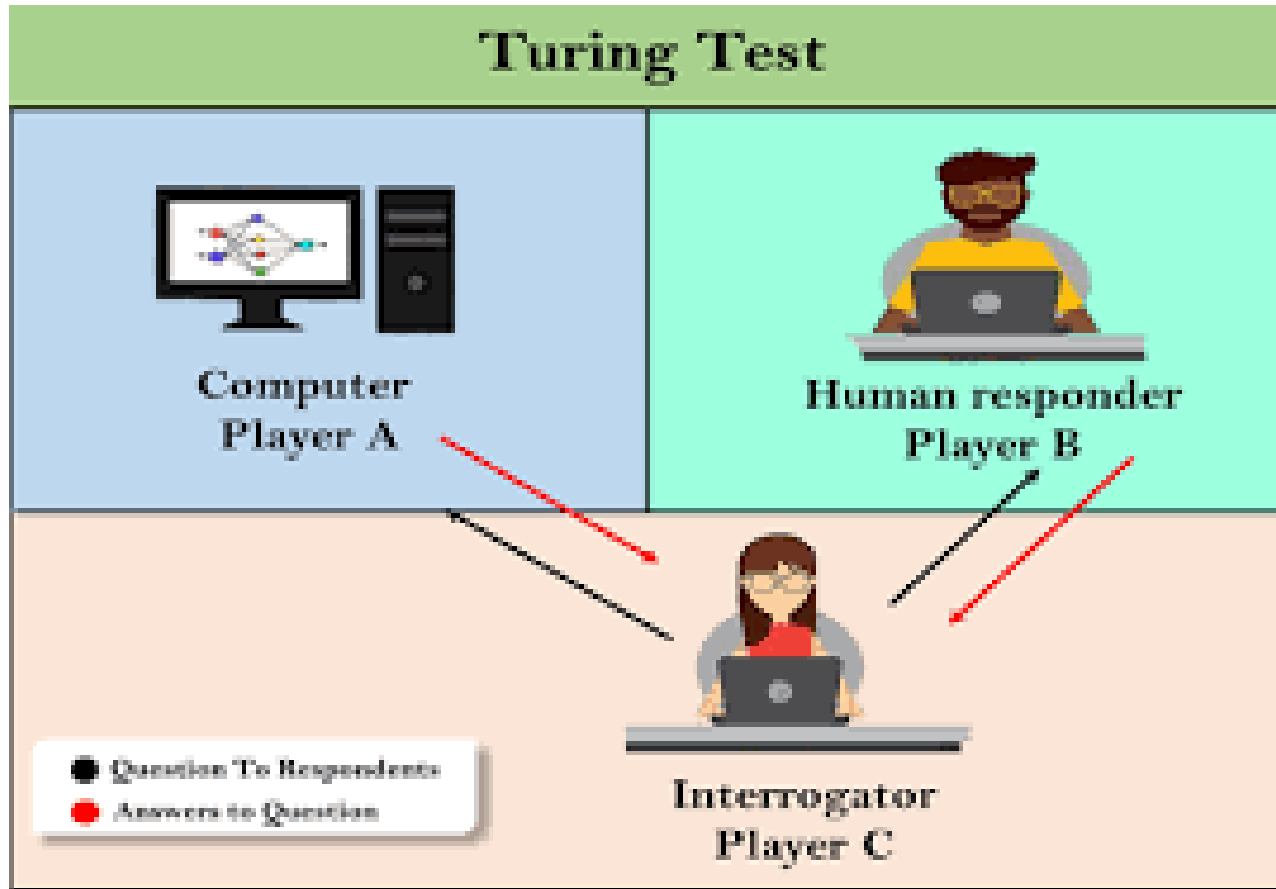 Turing Test
Computer
Player A
Human responder
Player B
Question To Respondents
Answers to Question
Interrogator
Player C